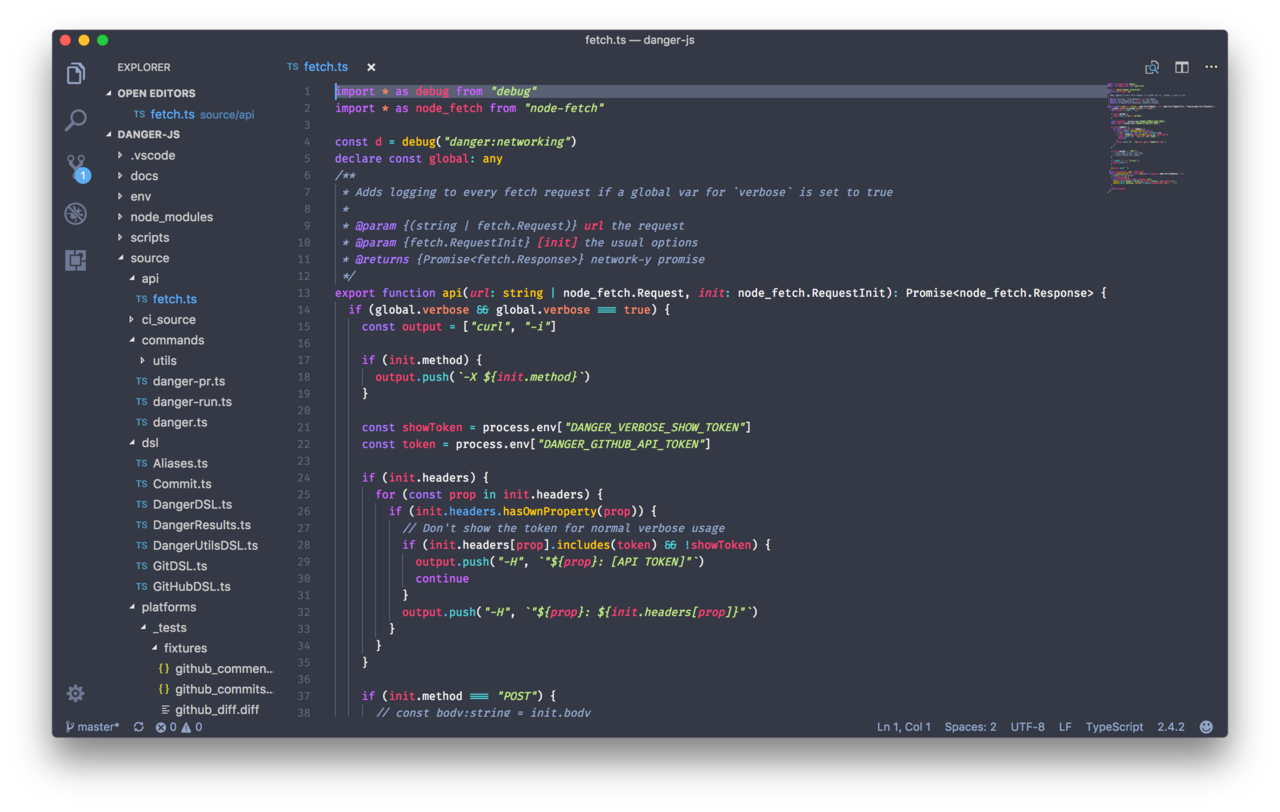 fetch.ts — danger-js
EXPLORER
OPEN EDITORS
TS fetch.ts source/api
DANGER-JS
.vscode
docs
env
node_modules
scripts
source
api
TS fetch.ts
ci_source
commands
utils
TS danger-pr.ts
TS danger-run.ts
TS danger.ts
dsl
TS Aliases.ts
TS Commit.ts
TS DangerDSL.ts
TS DangerResults.ts
TS DangerUtilsDSL.ts
TS GitDSL.ts
TS GitHubDSL.ts
platforms
_tests
fixtures
{} github_commen...
{} github_commits...
github_diff.diff
1
TS fetch.ts ×
1 import * as debug from "debug"
2 import * as node_fetch from "node-fetch"
3
4 const d = debug("danger:networking")
5 declare const global: any
6 /**
7 * Adds logging to every fetch request if a global var for `verbose` is set to true
8 *
9 * @param {(string | fetch.Request)} url the request
10 * @param {fetch.RequestInit} [init] the usual options
11 * @returns {Promise<fetch.Response>} network-y promise
12 */
13 export function api(url: string | node_fetch.Request, init: node_fetch.RequestInit): Promise<node_fetch.Response> {
14 if (global.verbose && global.verbose === true) {
15 const output = ["curl", "-i"]
16
17 if (init.method) {
18 output.push(`-X ${init.method}`)
19 }
20
21 const showToken = process.env["DANGER_VERBOSE_SHOW_TOKEN"]
22 const token = process.env["DANGER_GITHUB_API_TOKEN"]
23
24 if (init.headers) {
25 for (const prop in init.headers) {
26 if (init.headers.hasOwnProperty(prop)) {
27 // Don't show the token for normal verbose usage
28 if (init.headers[prop].includes(token) && !showToken) {
29 output.push("-H", `"${prop}: [API TOKEN]"`)
30 continue
31 }
32 output.push("-H", `"${prop}: ${init.headers[prop]}"`)
33 }
34 }
35 }
36
37 if (init.method === "POST") {
38 // const body:string = init.body
master* 0 0
Ln 1, Col 1 Spaces: 2 UTF-8 LF TypeScript 2.4.2